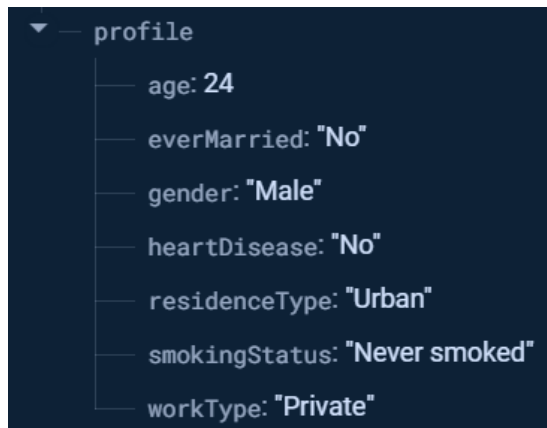 profile
age: 24
everMarried: "No"
gender: "Male"
heartDisease: "No"
residenceType: "Urban"
smokingStatus: "Never smoked"
workType: "Private"